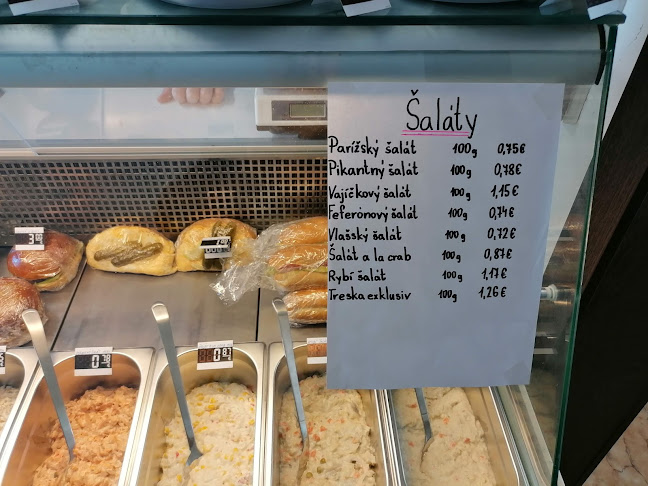 Šaláty
Parížský šalát 100g 0,75€
Pikantný šalát 100g 0,78€
Vajíčkový šalát 100g 1,15€
Feferónový šalát 100g 0,74€
Vlašský šalát 100g 0,72€
Šalát a la crab 100g 0,87€
Rybí šalát 100g 1,17€
Treska exklusiv 100g 1,26€